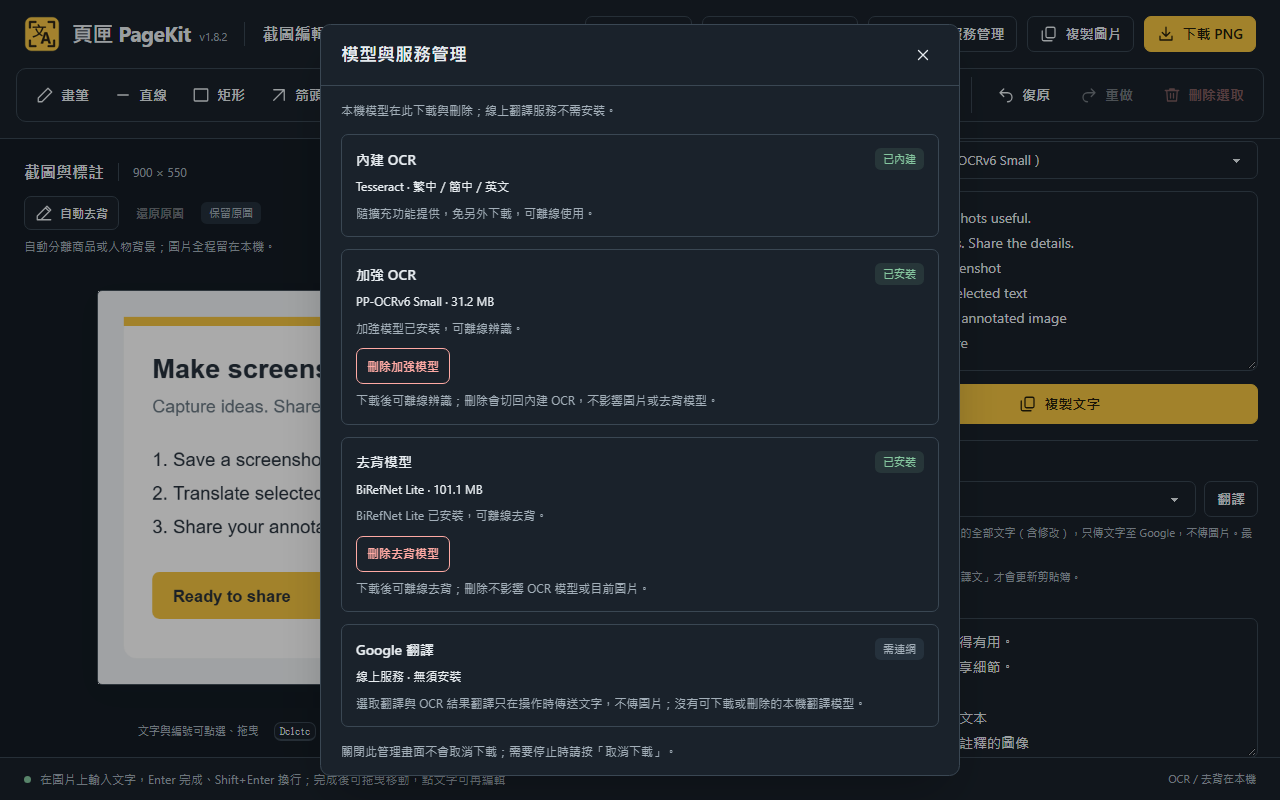 頁匣 PageKit v1.8.2
截圖編輯
務管理
複製圖片
下載 PNG
畫筆
直線
矩形
箭頭
復原
重做
刪除選取
截圖與標註
900 × 550
自動去背
還原原圖
保留原圖
自動分離商品或人物背景；圖片全程留在本機。
Make screens
Capture ideas. Share
1. Save a screensho
2. Translate selected
3. Share your annota
Ready to share
文字與編號可點選、拖曳
Delete
模型與服務管理
本機模型在此下載與刪除；線上翻譯服務不需安裝。
內建 OCR
已內建
Tesseract · 繁中 / 簡中 / 英文
隨擴充功能提供，免另外下載，可離線使用。
加強 OCR
已安裝
PP-OCRv6 Small · 31.2 MB
加強模型已安裝，可離線辨識。
刪除加強模型
下載後可離線辨識；刪除會切回內建 OCR，不影響圖片或去背模型。
去背模型
已安裝
BiRefNet Lite · 101.1 MB
BiRefNet Lite 已安裝，可離線去背。
刪除去背模型
下載後可離線去背；刪除不影響 OCR 模型或目前圖片。
Google 翻譯
需連網
線上服務 · 無須安裝
選取翻譯與 OCR 結果翻譯只在操作時傳送文字，不傳圖片；沒有可下載或刪除的本機翻譯模型。
關閉此管理畫面不會取消下載；需要停止時請按「取消下載」。
OCRv6 Small）
hots useful.
s. Share the details.
enshot
elected text
annotated image
re
複製文字
翻譯
的全部文字（含修改），只傳文字至 Google，不傳圖片。最
譯文」才會更新剪貼簿。
得有用。
享細節。
文本
註釋的圖像
在圖片上輸入文字，Enter 完成、Shift+Enter 換行；完成後可拖曳移動，點文字可再編輯
OCR / 去背在本機